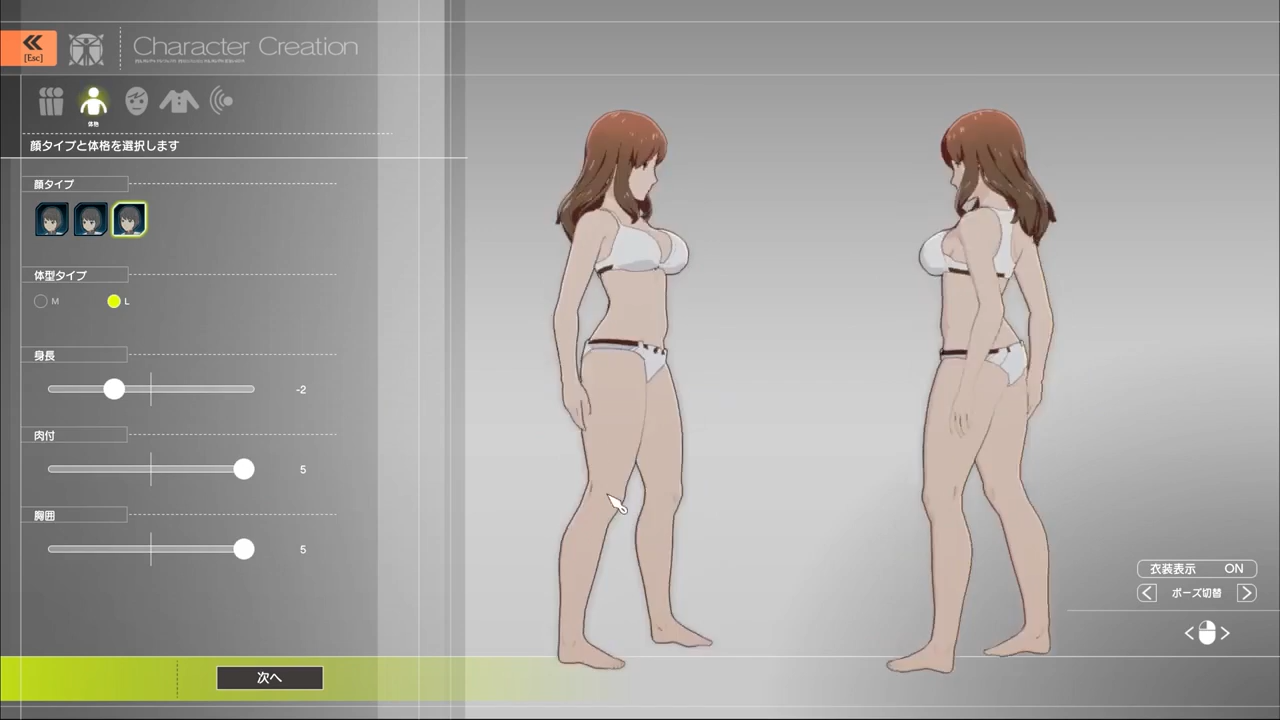 [Esc]
Character Creation
体格
顔タイプと体格を選択します
顔タイプ
体型タイプ
M
L
身長
-2
肉付
5
胸囲
5
衣装表示 ON
ポーズ切替
次へ